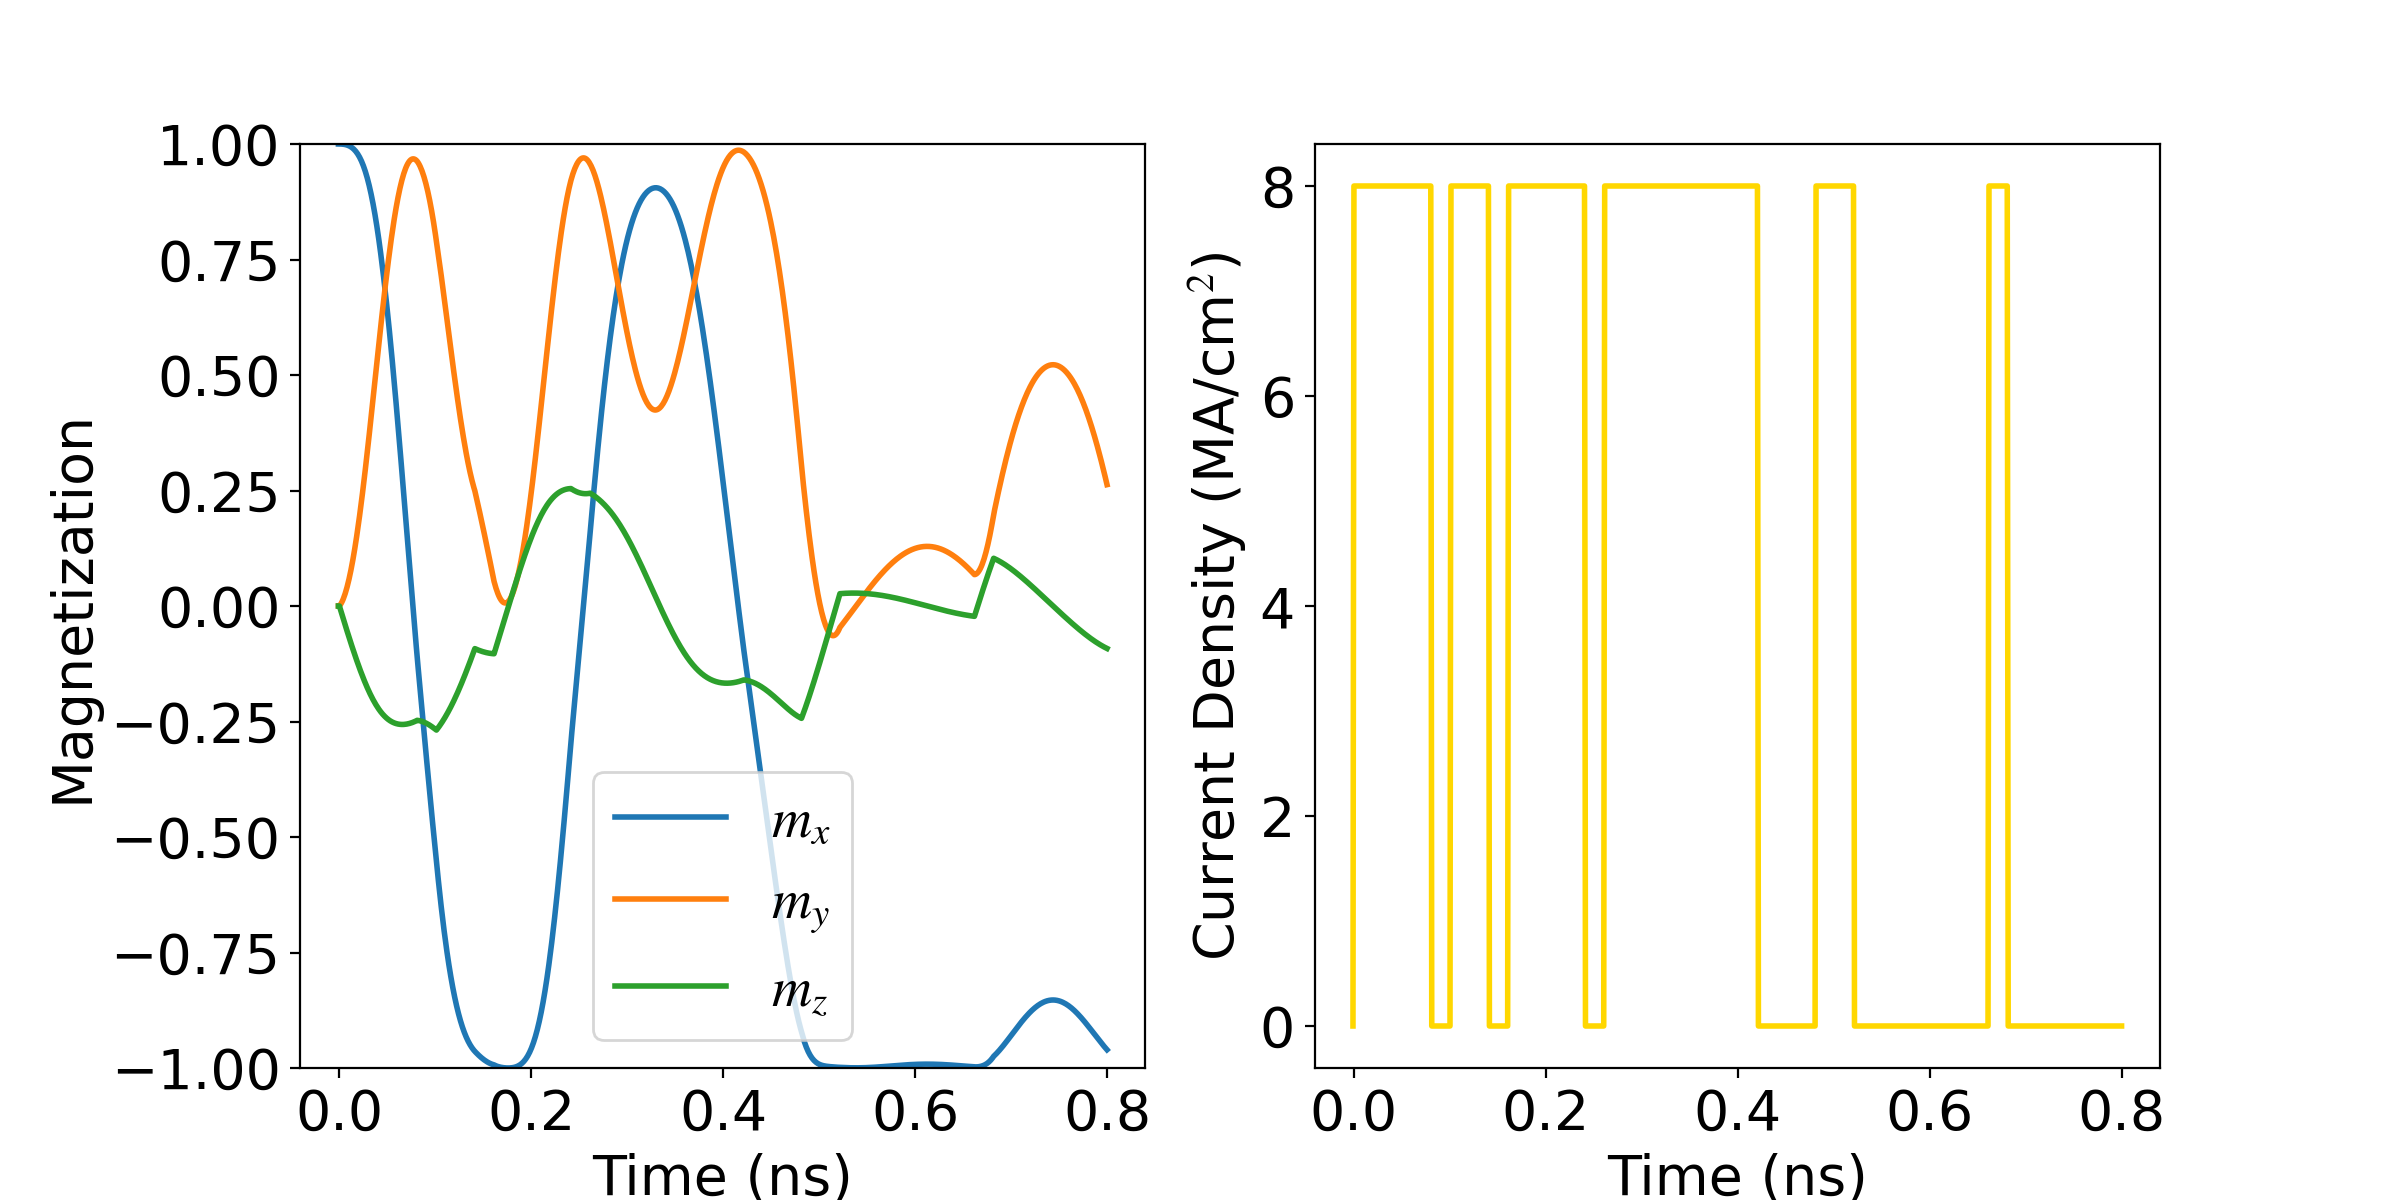 Magnetization
1.00
0.75
0.50
0.25
0.00
−0.25
−0.50
−0.75
−1.00
0.0 0.2 0.4 0.6 0.8
Time (ns)
m_x
m_y
m_z
Current Density (MA/cm²)
8
6
4
2
0
0.0 0.2 0.4 0.6 0.8
Time (ns)